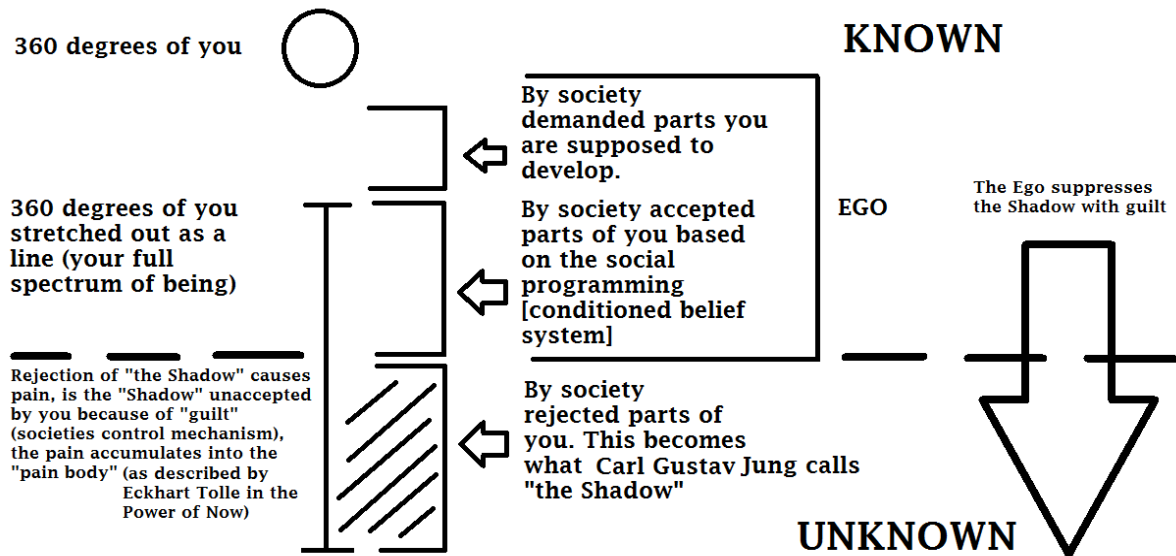 360 degrees of you
KNOWN
By society
demanded parts you
are supposed to
develop.
360 degrees of you
stretched out as a
line (your full
spectrum of being)
By society accepted
parts of you based
on the social
programming
[conditioned belief
system]
EGO
The Ego suppresses
the Shadow with guilt
Rejection of "the Shadow" causes
pain, is the "Shadow" unaccepted
by you because of "guilt"
(societies control mechanism),
the pain accumulates into the
"pain body" (as described by
Eckhart Tolle in the
Power of Now)
By society
rejected parts of
you. This becomes
what Carl Gustav Jung calls
"the Shadow"
UNKNOWN